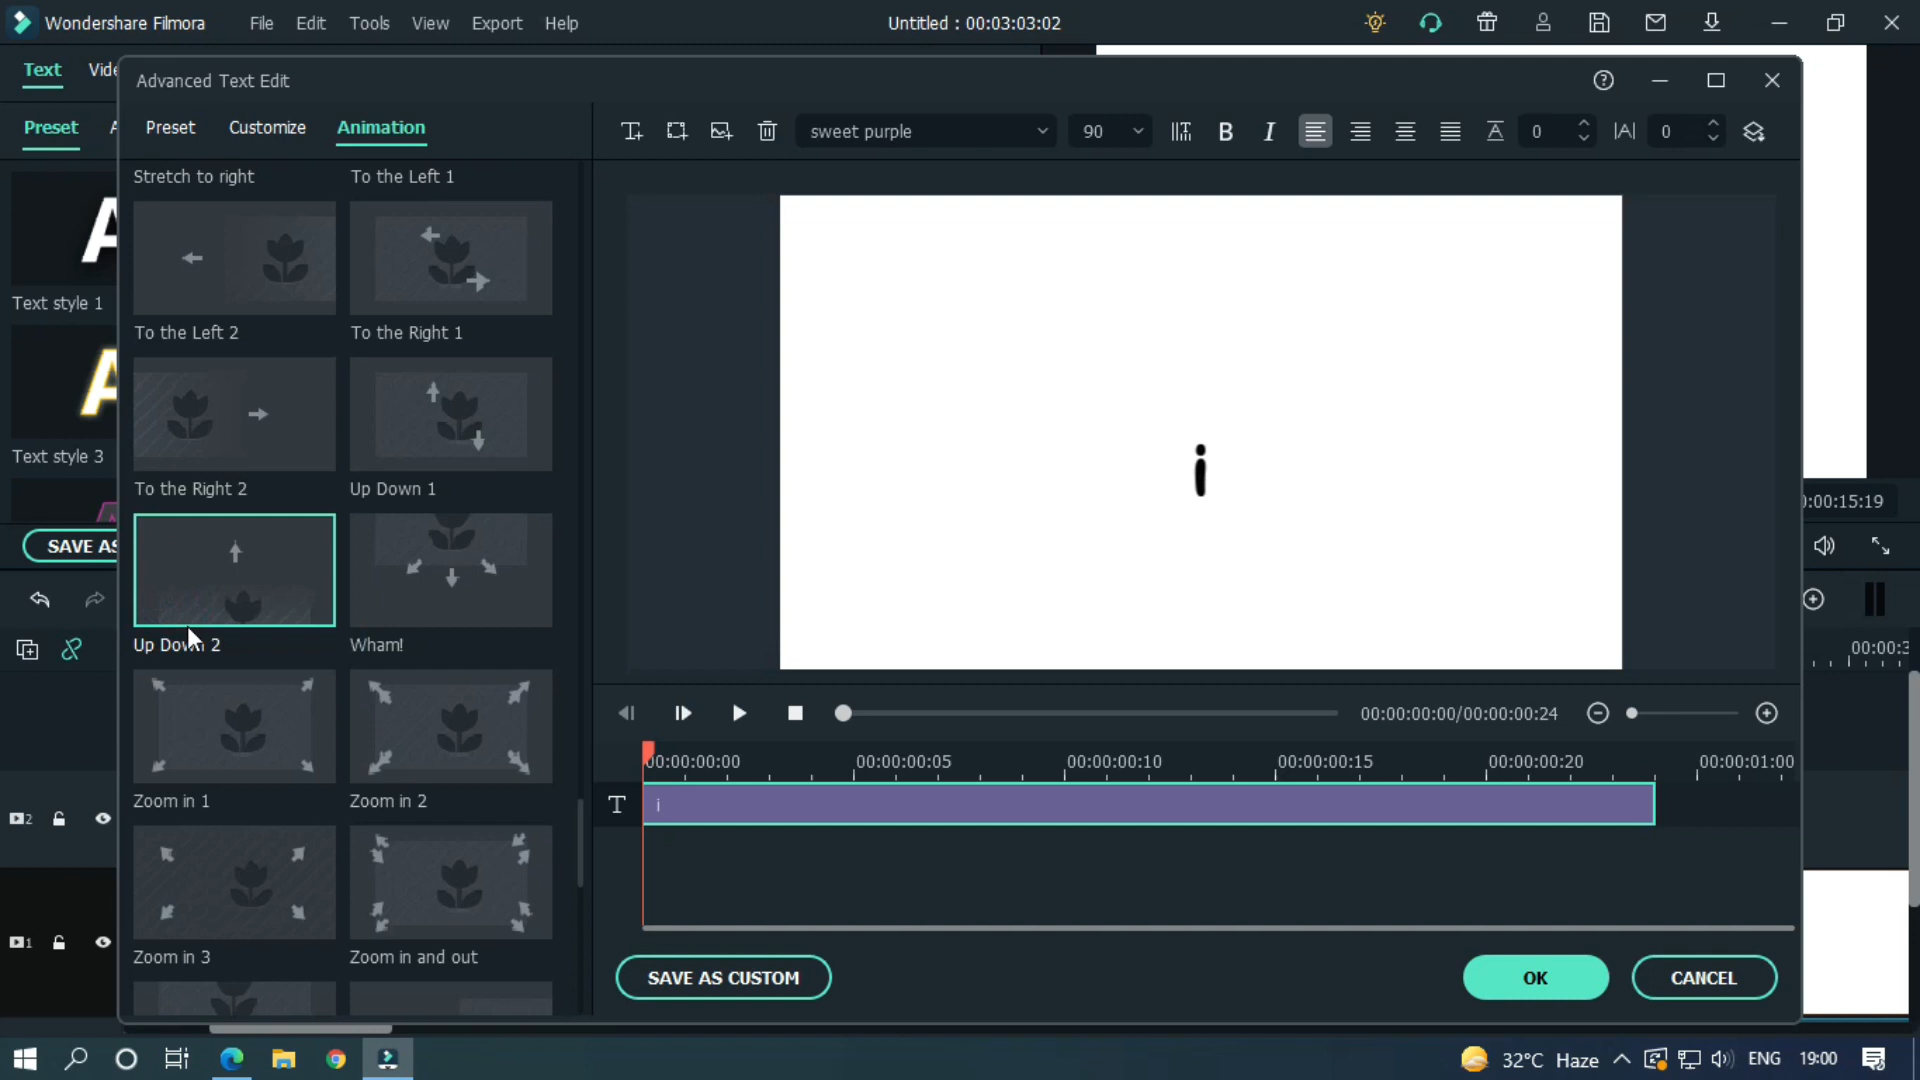 Wondershare Filmora File Edit Tools View Export Help Untitled : 00:03:03:02
Text
Preset
Text style 1
Text style 3
SAVE AS
Advanced Text Edit
Preset Customize Animation
sweet purple 90 B I 0 0
Stretch to right To the Left 1
To the Left 2 To the Right 1
To the Right 2 Up Down 1
Up Down 2 Wham!
Zoom in 1 Zoom in 2
Zoom in 3 Zoom in and out
i
00:00:00:00/00:00:00:24
00:00:00:00 00:00:00:05 00:00:00:10 00:00:00:15 00:00:00:20 00:00:01:00
T i
SAVE AS CUSTOM OK CANCEL
:00:15:19
00:00:3
2
1
32°C Haze ENG 19:00